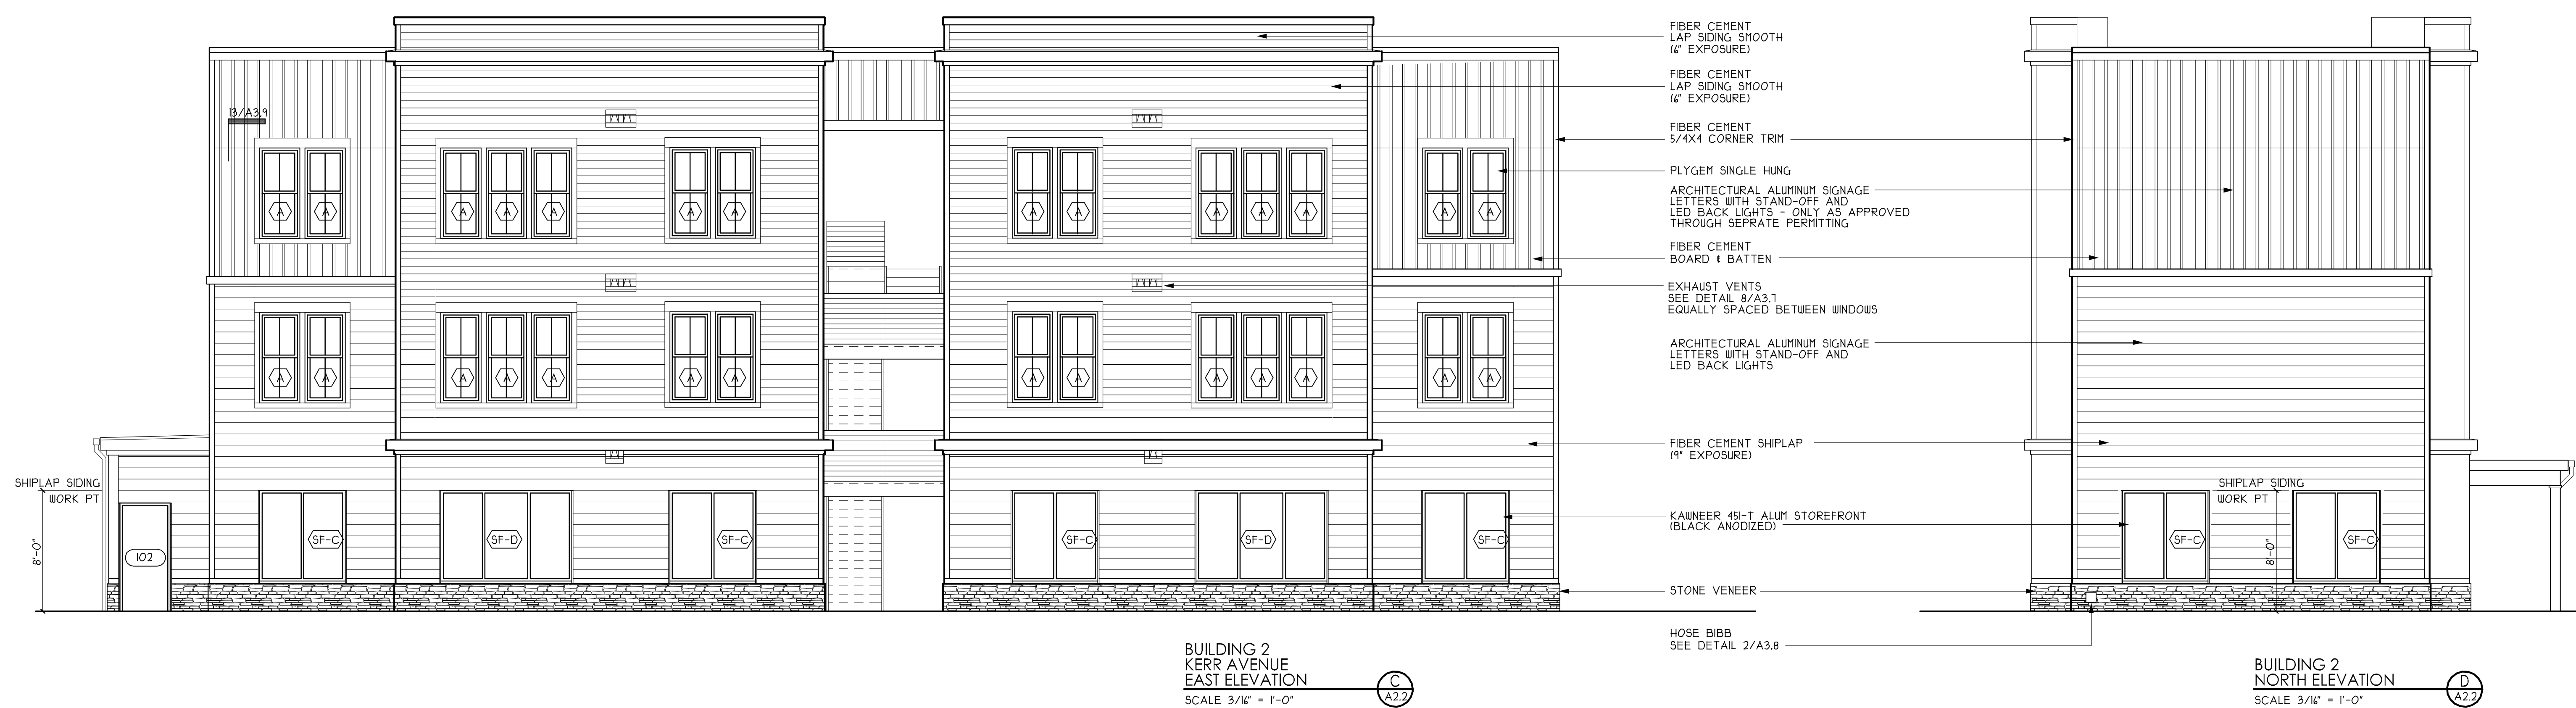 13/A3.9
A A
A A A
A A
A A
A A A
A A
A A
A A A
A A
A A
A A A
A A
SHIPLAP SIDING
WORK PT
8'-0"
102
SF-C
SF-D
SF-C
SF-C
SF-D
SF-C
FIBER CEMENT
LAP SIDING SMOOTH
(6" EXPOSURE)
FIBER CEMENT
LAP SIDING SMOOTH
(6" EXPOSURE)
FIBER CEMENT
5/4X4 CORNER TRIM
PLYGEM SINGLE HUNG
ARCHITECTURAL ALUMINUM SIGNAGE
LETTERS WITH STAND-OFF AND
LED BACK LIGHTS - ONLY AS APPROVED
THROUGH SEPRATE PERMITTING
FIBER CEMENT
BOARD & BATTEN
EXHAUST VENTS
SEE DETAIL 8/A3.7
EQUALLY SPACED BETWEEN WINDOWS
ARCHITECTURAL ALUMINUM SIGNAGE
LETTERS WITH STAND-OFF AND
LED BACK LIGHTS
FIBER CEMENT SHIPLAP
(9" EXPOSURE)
KAWNEER 451-T ALUM STOREFRONT
(BLACK ANODIZED)
STONE VENEER
HOSE BIBB
SEE DETAIL 2/A3.8
SHIPLAP SIDING
WORK PT
8'-0"
SF-C
SF-C
BUILDING 2
KERR AVENUE
EAST ELEVATION
SCALE 3/16" = 1'-0"
C
A2.2
BUILDING 2
NORTH ELEVATION
SCALE 3/16" = 1'-0"
D
A2.2